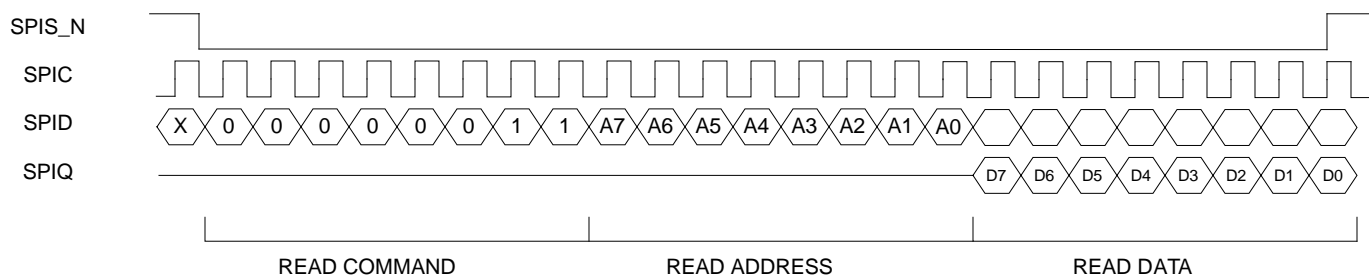 SPIS_N
SPIC
SPID X 0 0 0 0 0 0 1 1 A7 A6 A5 A4 A3 A2 A1 A0
SPIQ D7 D6 D5 D4 D3 D2 D1 D0
READ COMMAND READ ADDRESS READ DATA